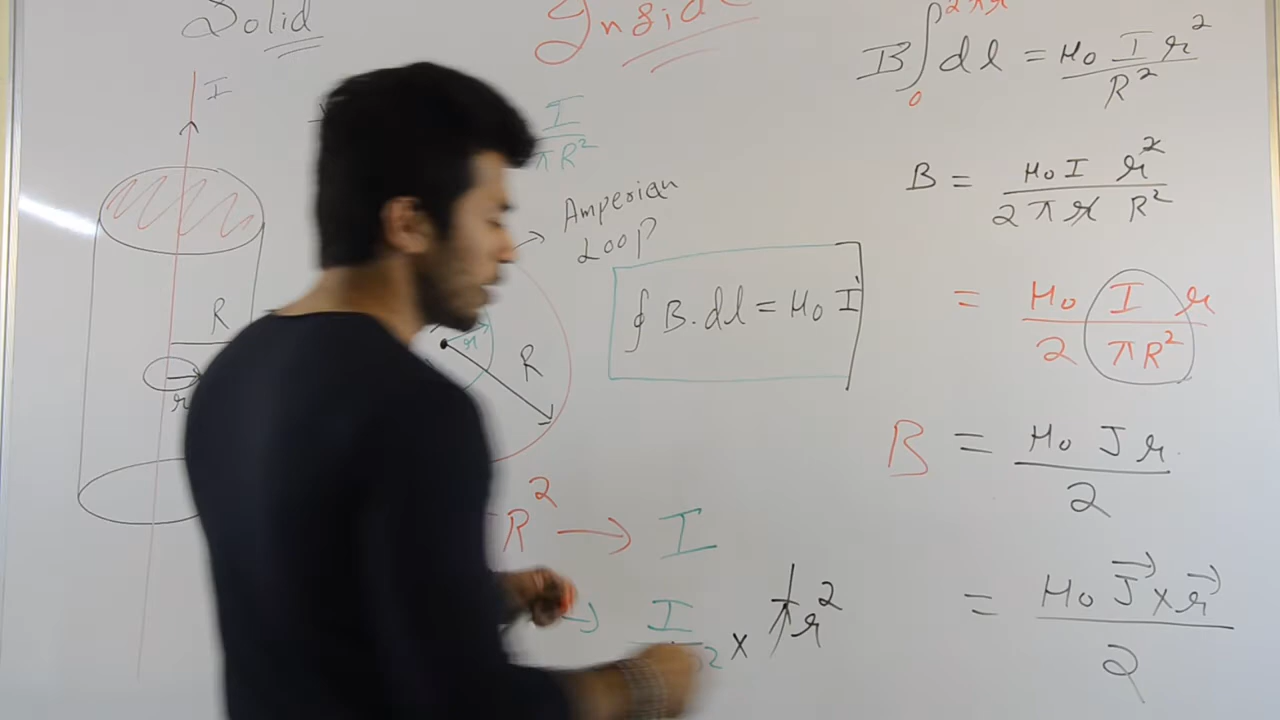 Solid
I
R
r
Inside
I
πR²
Amperian
Loop
r
R
∮ B.dl = μ₀ I
R² → I
→ I × πr²
B ∫₀^2πr dl = μ₀ I r² / R²
B = μ₀ I r² / 2 π r R²
= μ₀ I r / 2 πR²
B = μ₀ J r / 2
= μ₀ J⃗ × r⃗ / 2